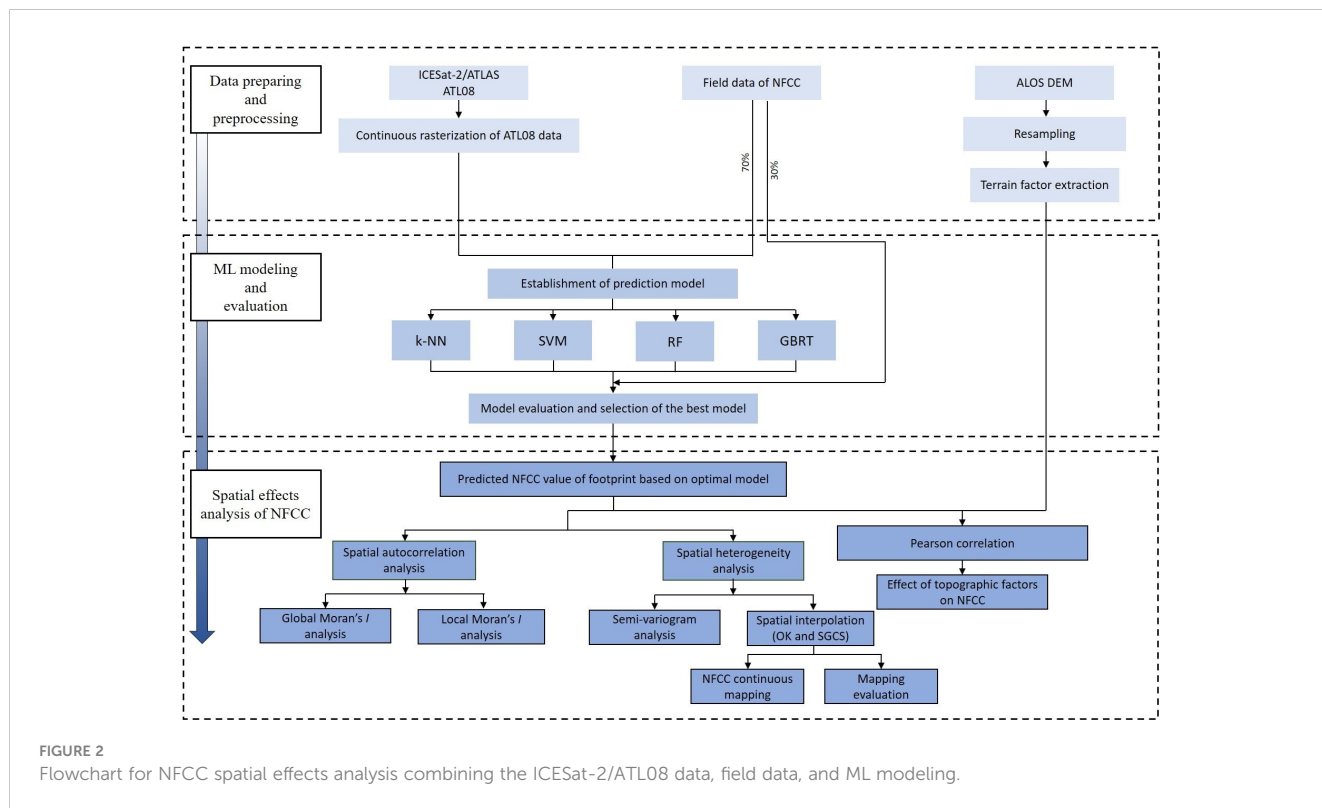 Data preparing
and
preprocessing
ICESat-2/ATLAS
ATL08
Field data of NFCC
ALOS DEM
Continuous rasterization of ATL08 data
Resampling
70%
30%
Terrain factor extraction
ML modeling
and
evaluation
Establishment of prediction model
k-NN
SVM
RF
GBRT
Model evaluation and selection of the best model
Spatial effects
analysis of NFCC
Predicted NFCC value of footprint based on optimal model
Spatial autocorrelation
analysis
Spatial heterogeneity
analysis
Pearson correlation
Effect of topographic factors
on NFCC
Global Moran's I
analysis
Local Moran's I
analysis
Semi-variogram
analysis
Spatial interpolation
(OK and SGCS)
NFCC continuous
mapping
Mapping
evaluation
FIGURE 2
Flowchart for NFCC spatial effects analysis combining the ICESat-2/ATL08 data, field data, and ML modeling.